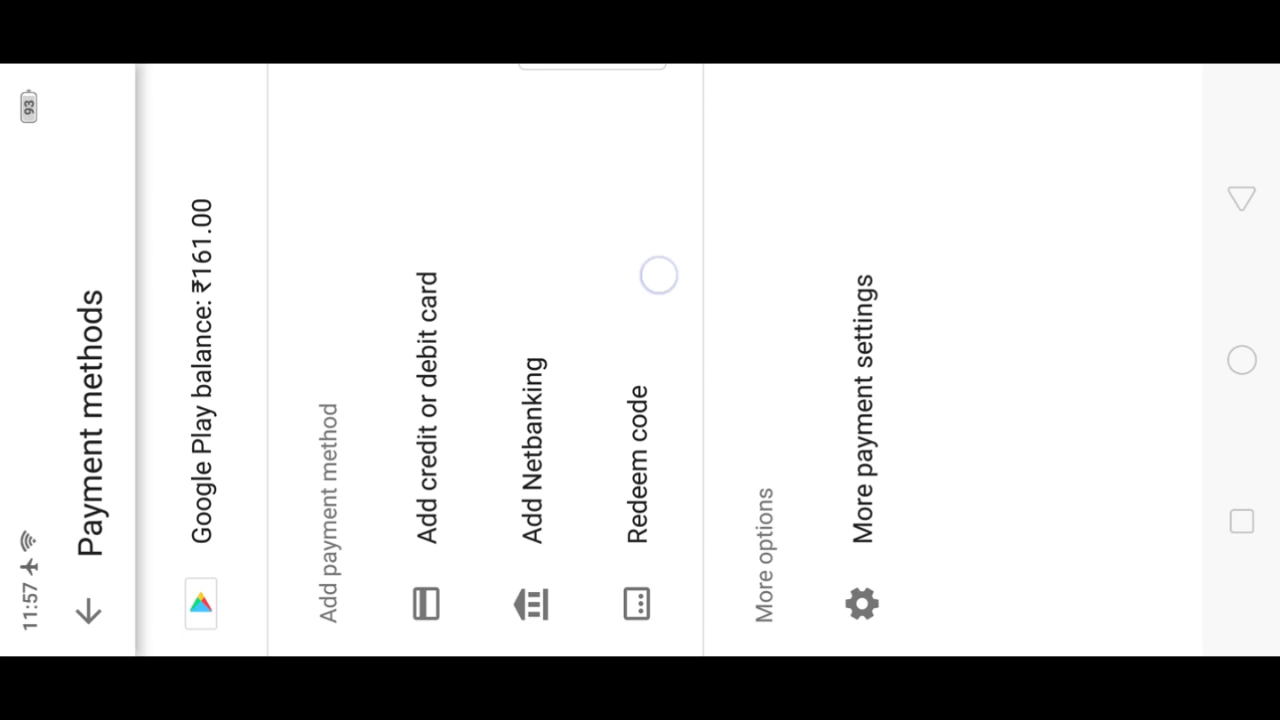 11:57
93
Payment methods
Google Play balance: ₹161.00
Add payment method
Add credit or debit card
Add Netbanking
Redeem code
More options
More payment settings